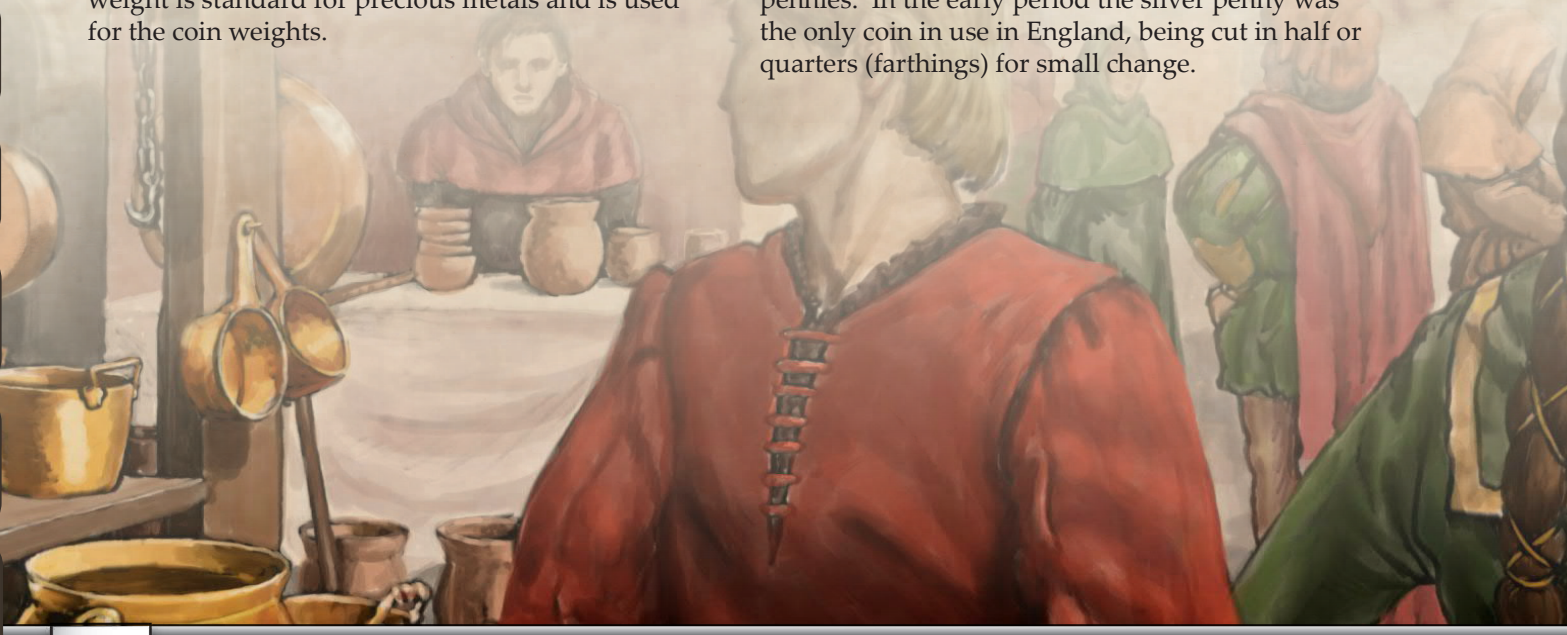 weight is standard for precious metals and is used
for the coin weights.
pennies. In the early period the silver penny was
the only coin in use in England, being cut in half or
quarters (farthings) for small change.